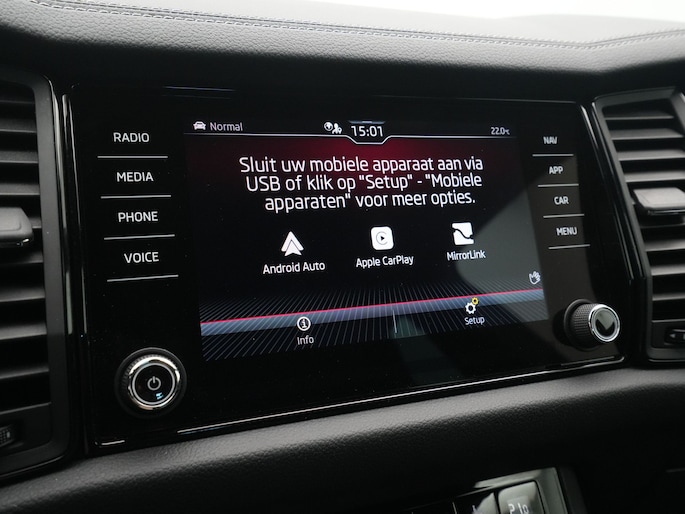 Normal
15:01
22.0°C
RADIO
MEDIA
PHONE
VOICE
Sluit uw mobiele apparaat aan via
USB of klik op "Setup" - "Mobiele
apparaten" voor meer opties.
Android Auto
Apple CarPlay
MirrorLink
Info
Setup
NAV
APP
CAR
MENU